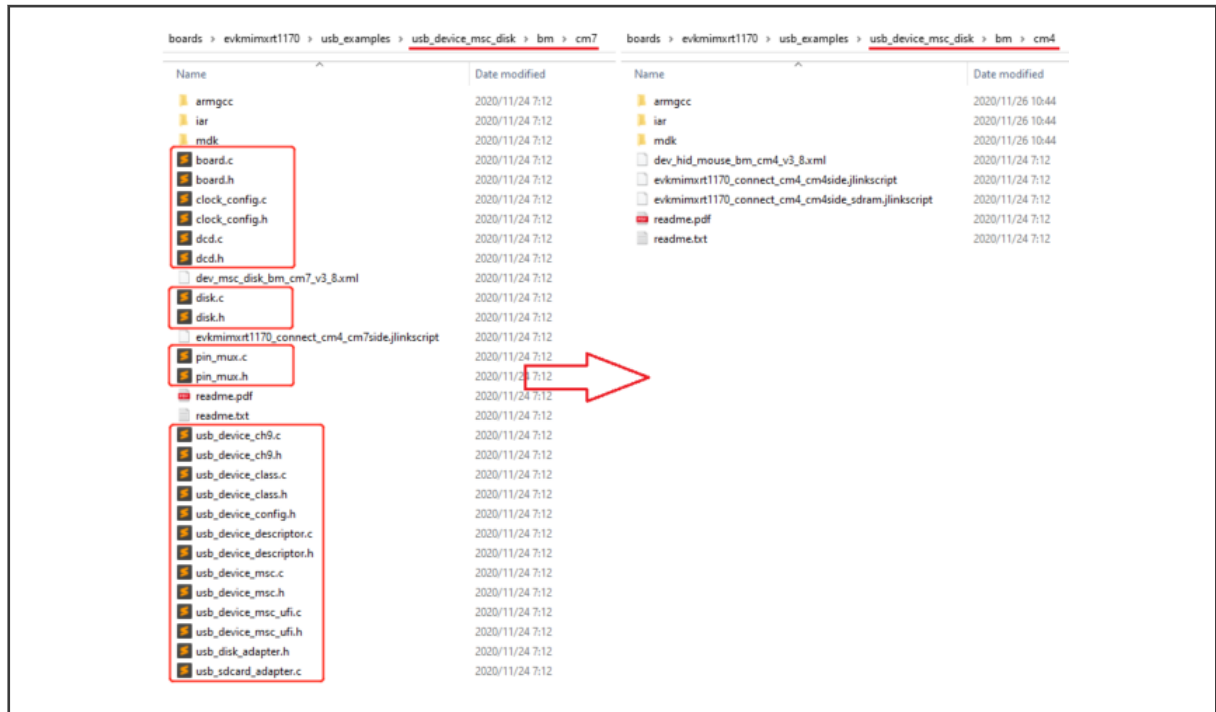 boards > evkmimxrt1170 > usb_examples > usb_device_msc_disk > bm > cm7
Name Date modified
armgcc 2020/11/24 7:12
iar 2020/11/24 7:12
mdk 2020/11/24 7:12
board.c 2020/11/24 7:12
board.h 2020/11/24 7:12
clock_config.c 2020/11/24 7:12
clock_config.h 2020/11/24 7:12
dcd.c 2020/11/24 7:12
dcd.h 2020/11/24 7:12
dev_msc_disk_bm_cm7_v3_8.xml 2020/11/24 7:12
disk.c 2020/11/24 7:12
disk.h 2020/11/24 7:12
evkmimxrt1170_connect_cm4_cm7side.jlinkscript 2020/11/24 7:12
pin_mux.c 2020/11/24 7:12
pin_mux.h 2020/11/24 7:12
readme.pdf 2020/11/24 7:12
readme.txt 2020/11/24 7:12
usb_device_ch9.c 2020/11/24 7:12
usb_device_ch9.h 2020/11/24 7:12
usb_device_class.c 2020/11/24 7:12
usb_device_class.h 2020/11/24 7:12
usb_device_config.h 2020/11/24 7:12
usb_device_descriptor.c 2020/11/24 7:12
usb_device_descriptor.h 2020/11/24 7:12
usb_device_msc.c 2020/11/24 7:12
usb_device_msc.h 2020/11/24 7:12
usb_device_msc_ufi.c 2020/11/24 7:12
usb_device_msc_ufi.h 2020/11/24 7:12
usb_disk_adapter.h 2020/11/24 7:12
usb_sdcard_adapter.c 2020/11/24 7:12
boards > evkmimxrt1170 > usb_examples > usb_device_msc_disk > bm > cm4
Name Date modified
armgcc 2020/11/26 10:44
iar 2020/11/26 10:44
mdk 2020/11/26 10:44
dev_hid_mouse_bm_cm4_v3_8.xml 2020/11/24 7:12
evkmimxrt1170_connect_cm4_cm4side.jlinkscript 2020/11/24 7:12
evkmimxrt1170_connect_cm4_cm4side_sdram.jlinkscript 2020/11/24 7:12
readme.pdf 2020/11/24 7:12
readme.txt 2020/11/24 7:12